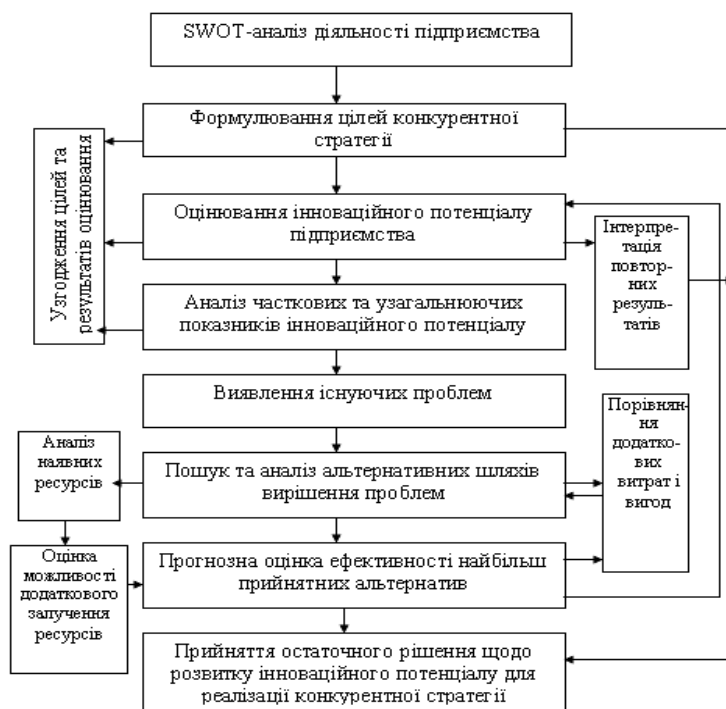 SWOT-аналіз діяльності підприємства
Формулювання цілей конкурентної
стратегії
Узгодження цілей та
результатів оцінювання
Оцінювання інноваційного потенціалу
підприємства
Інтерпре-
тація
повтор-
них
резуль-
татів
Аналіз часткових та узагальнюючих
показників інноваційного потенціалу
Виявлення існуючих проблем
Порівнян-
ня
додатко-
вих
витрат і
вигод
Аналіз
наявних
ресурсів
Пошук та аналіз альтернативних шляхів
вирішення проблем
Оцінка
можливості
додаткового
залучення
ресурсів
Прогнозна оцінка ефективності найбільш
прийнятних альтернатив
Прийняття остаточного рішення щодо
розвитку інноваційного потенціалу для
реалізації конкурентної стратегії